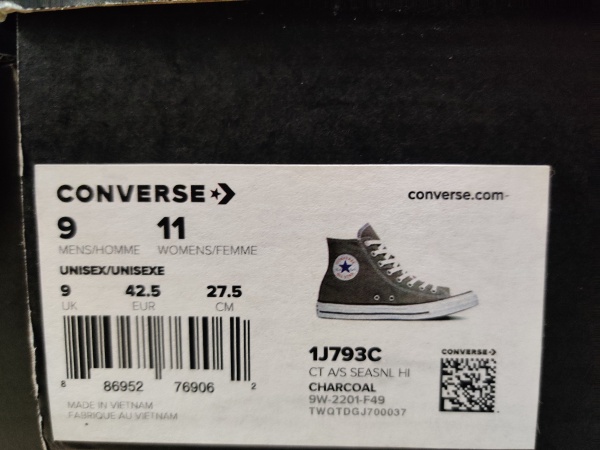 CONVERSE
converse.com
9 11
MENS/HOMME WOMENS/FEMME
UNISEX/UNISEXE
9 42.5 27.5
UK EUR CM
8 86952 76906 2
MADE IN VIETNAM
FABRIQUE AU VIETNAM
1J793C
CT A/S SEASNL HI
CHARCOAL
9W-2201-F49
TWQTDGJ700037
CONVERSE